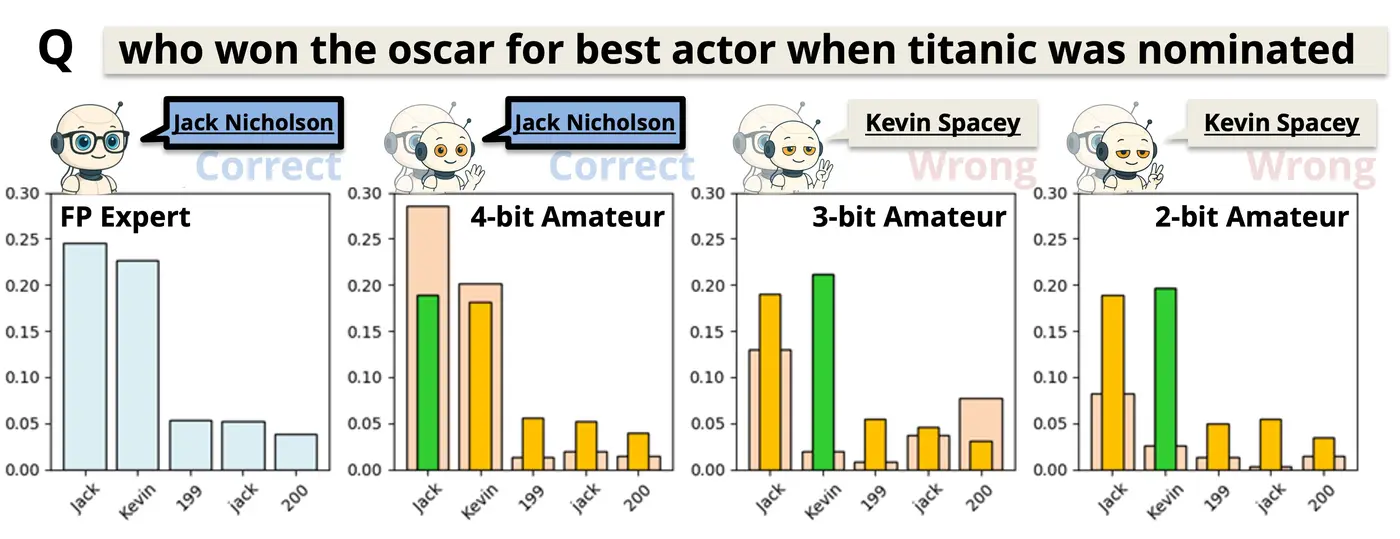 Q who won the oscar for best actor when titanic was nominated
Jack Nicholson
Correct
Jack Nicholson
Correct
Kevin Spacey
Wrong
Kevin Spacey
Wrong
FP Expert
0.30
0.25
0.20
0.15
0.10
0.05
0.00
Jack
Kevin
199
jack
200
4-bit Amateur
0.30
0.25
0.20
0.15
0.10
0.05
0.00
Jack
Kevin
199
jack
200
3-bit Amateur
0.30
0.25
0.20
0.15
0.10
0.05
0.00
Jack
Kevin
199
jack
200
2-bit Amateur
0.30
0.25
0.20
0.15
0.10
0.05
0.00
Jack
Kevin
199
jack
200